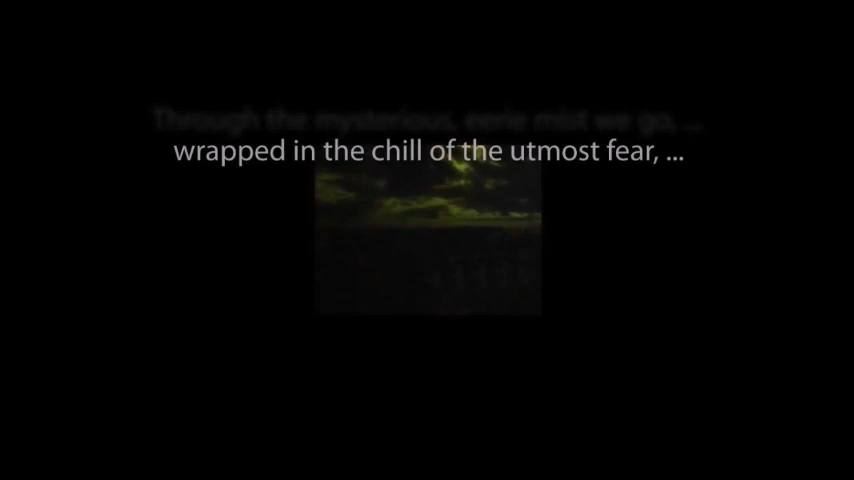 Through the mysterious, eerie mist we go, ...
wrapped in the chill of the utmost fear, ...